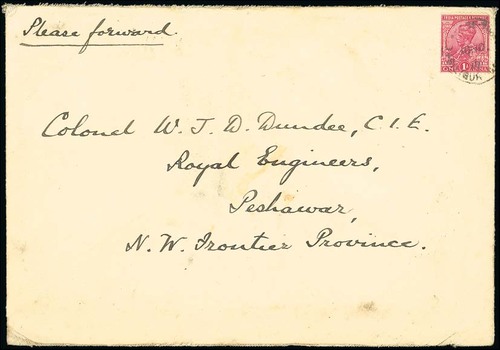 Please forward.
Colonel W. J. D. Dundee, C.I.E.
Royal Engineers,
Peshawar,
N. W. Frontier Province.